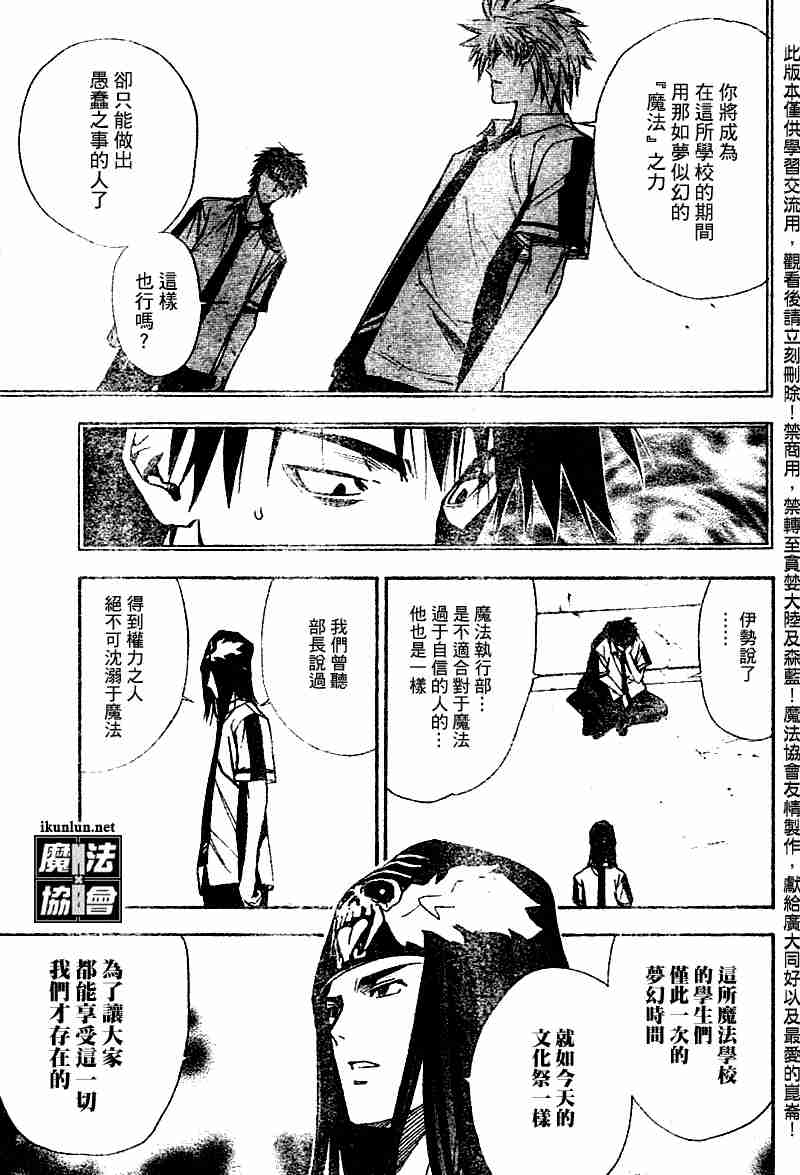 你將成為
在這所學校的期間
用那如夢似幻的
『魔法』之力
卻只能做出
愚蠢之事的人了
這樣
也行嗎？
伊勢說了
……
魔法執行部…
是不適合對于魔法
過于自信的人的…
他也是一樣
我們曾聽
部長說過
得到權力之人
絕不可沈溺于魔法
這所魔法學校
的學生們
僅此一次的
夢幻時間
就如今天的
文化祭一樣
為了讓大家
都能享受這一切
我們才存在的
ikunlun.net
魔法
協會
此版本僅供學習交流用，觀看後請立刻刪除！禁商用，禁轉至貪婪大陸及森藍！魔法協會友情製作，獻給廣大同好以及最愛的崑崙！